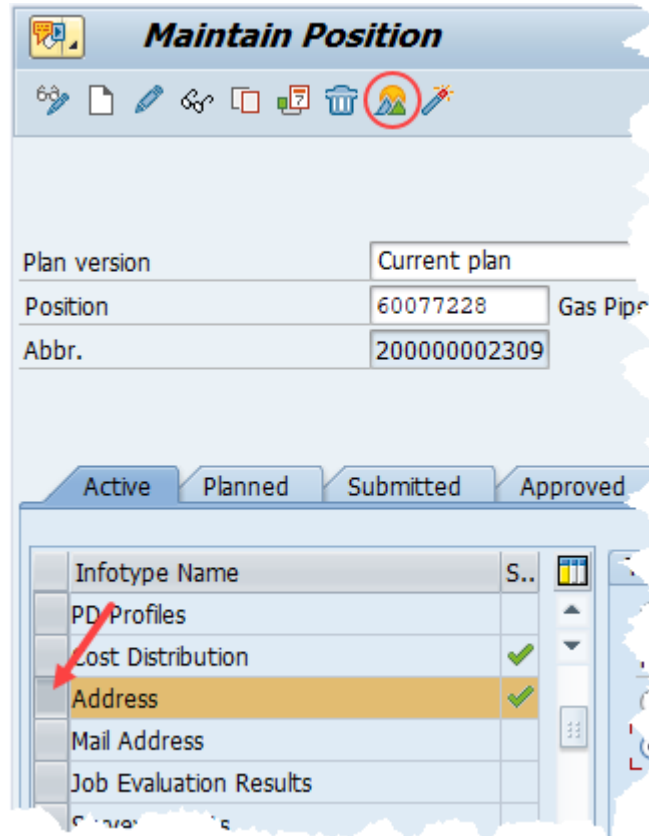 Maintain Position
Plan version Current plan
Position 60077228 Gas Pipe
Abbr. 200000002309
Active Planned Submitted Approved
Infotype Name S..
PD Profiles
Cost Distribution
Address
Mail Address
Job Evaluation Results